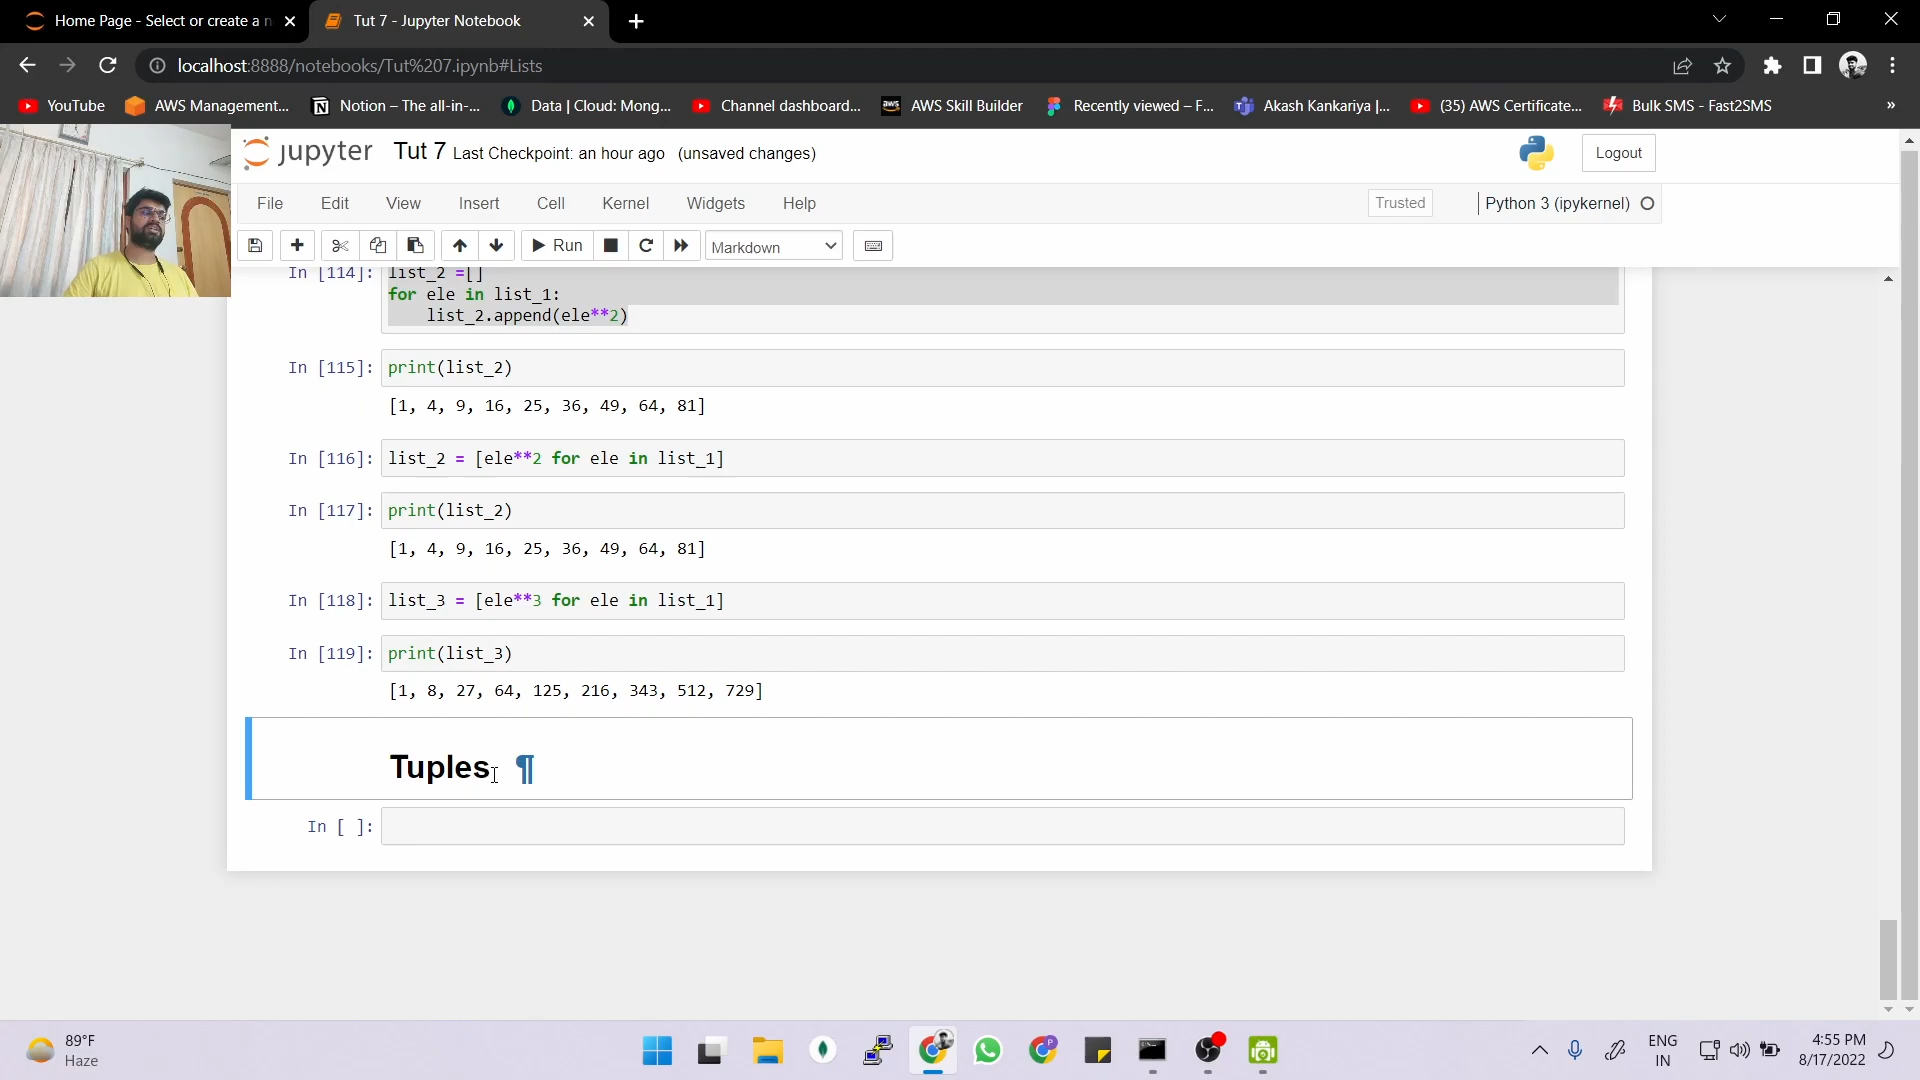 Home Page - Select or create a n
Tut 7 - Jupyter Notebook
localhost:8888/notebooks/Tut%207.ipynb#Lists
YouTube
AWS Management...
Notion – The all-in-...
Data | Cloud: Mong...
Channel dashboard...
aws
AWS Skill Builder
Recently viewed – F...
Akash Kankariya |...
(35) AWS Certificate...
Bulk SMS - Fast2SMS
»
jupyter Tut 7 Last Checkpoint: an hour ago (unsaved changes)
Logout
File Edit View Insert Cell Kernel Widgets Help
Trusted
Python 3 (ipykernel)
Run
Markdown
In [114]: list_2 =[]
for ele in list_1:
    list_2.append(ele**2)
In [115]: print(list_2)
[1, 4, 9, 16, 25, 36, 49, 64, 81]
In [116]: list_2 = [ele**2 for ele in list_1]
In [117]: print(list_2)
[1, 4, 9, 16, 25, 36, 49, 64, 81]
In [118]: list_3 = [ele**3 for ele in list_1]
In [119]: print(list_3)
[1, 8, 27, 64, 125, 216, 343, 512, 729]
Tuples ¶
In [ ]:
89°F
Haze
P
ENG
IN
4:55 PM
8/17/2022